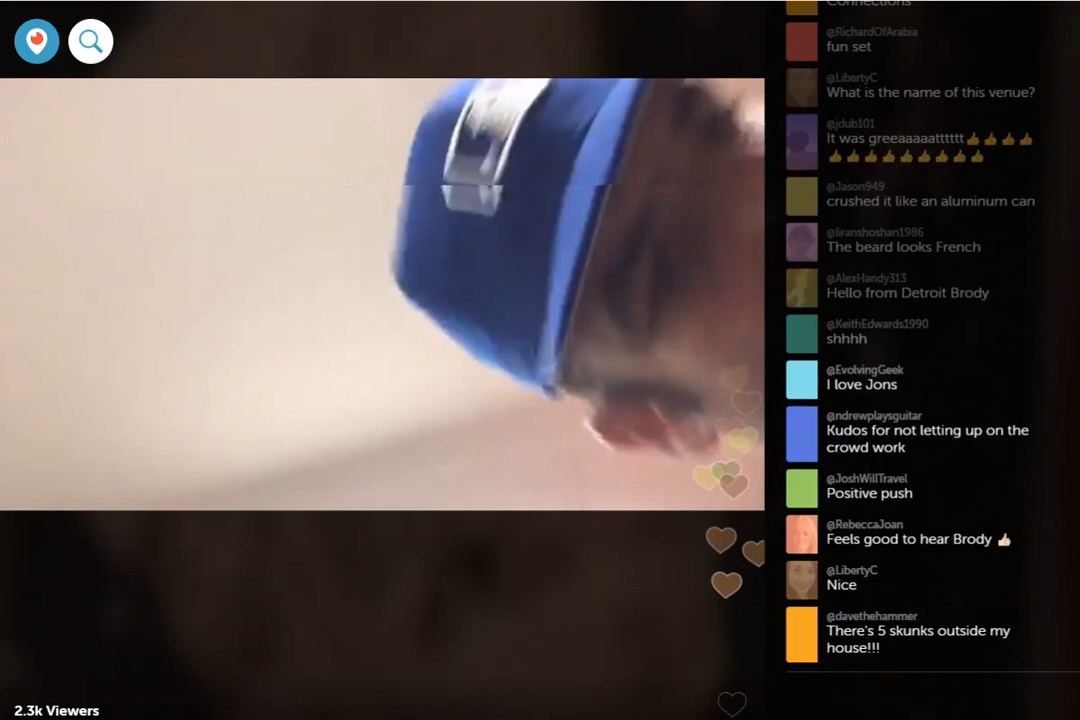 Connections
@RichardOfArabia
fun set
@LibertyC
What is the name of this venue?
@jdub101
It was greeaaaaattttttt👍👍👍👍
👍👍👍👍👍👍👍👍👍
@Jason949
crushed it like an aluminum can
@liranshoshan1986
The beard looks French
@AlexHandy313
Hello from Detroit Brody
@KeithEdwards1990
shhhh
@EvolvingGeek
I love Jons
@ndrewplaysguitar
Kudos for not letting up on the
crowd work
@JoshWillTravel
Positive push
@RebeccaJoan
Feels good to hear Brody 👍🏻
@LibertyC
Nice
@davethehammer
There's 5 skunks outside my
house!!!
2.3k Viewers